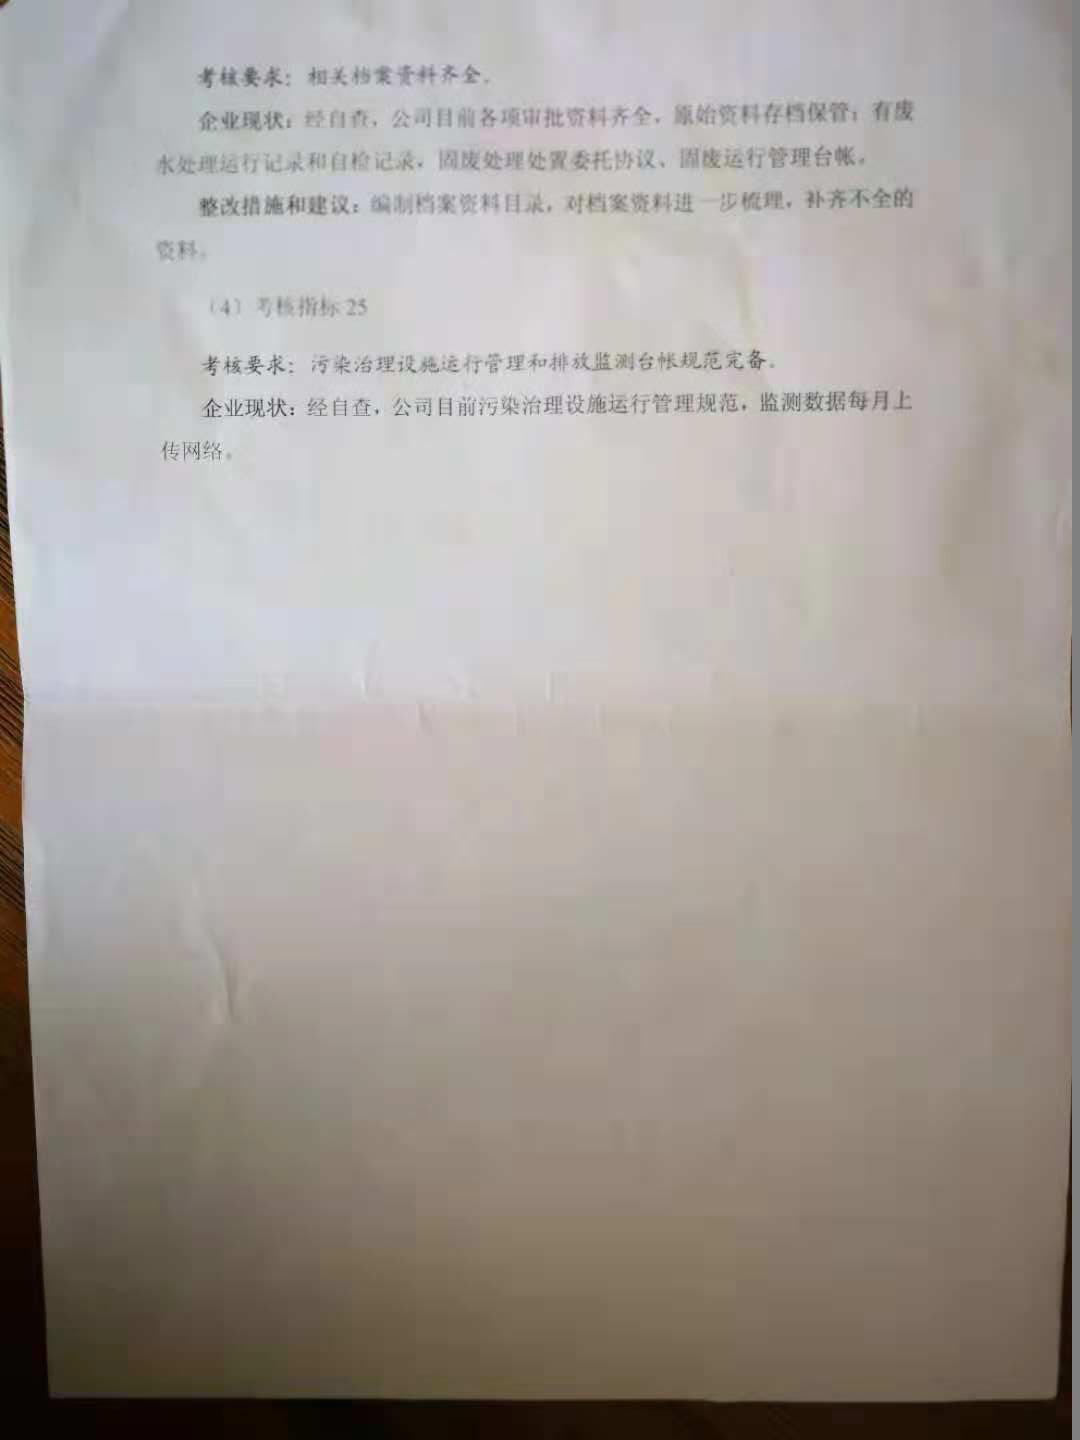 考核要求：相关档案资料齐全。
企业现状：经自查，公司目前各项审批资料齐全，原始资料存档保管；有废
水处理运行记录和自检记录，固废处理处置委托协议、固废运行管理台帐。
整改措施和建议：编制档案资料目录，对档案资料进一步梳理，补齐不全的
资料。
（4）考核指标 25
考核要求：污染治理设施运行管理和排放监测台帐规范完备。
企业现状：经自查，公司目前污染治理设施运行管理规范，监测数据每月上
传网络。